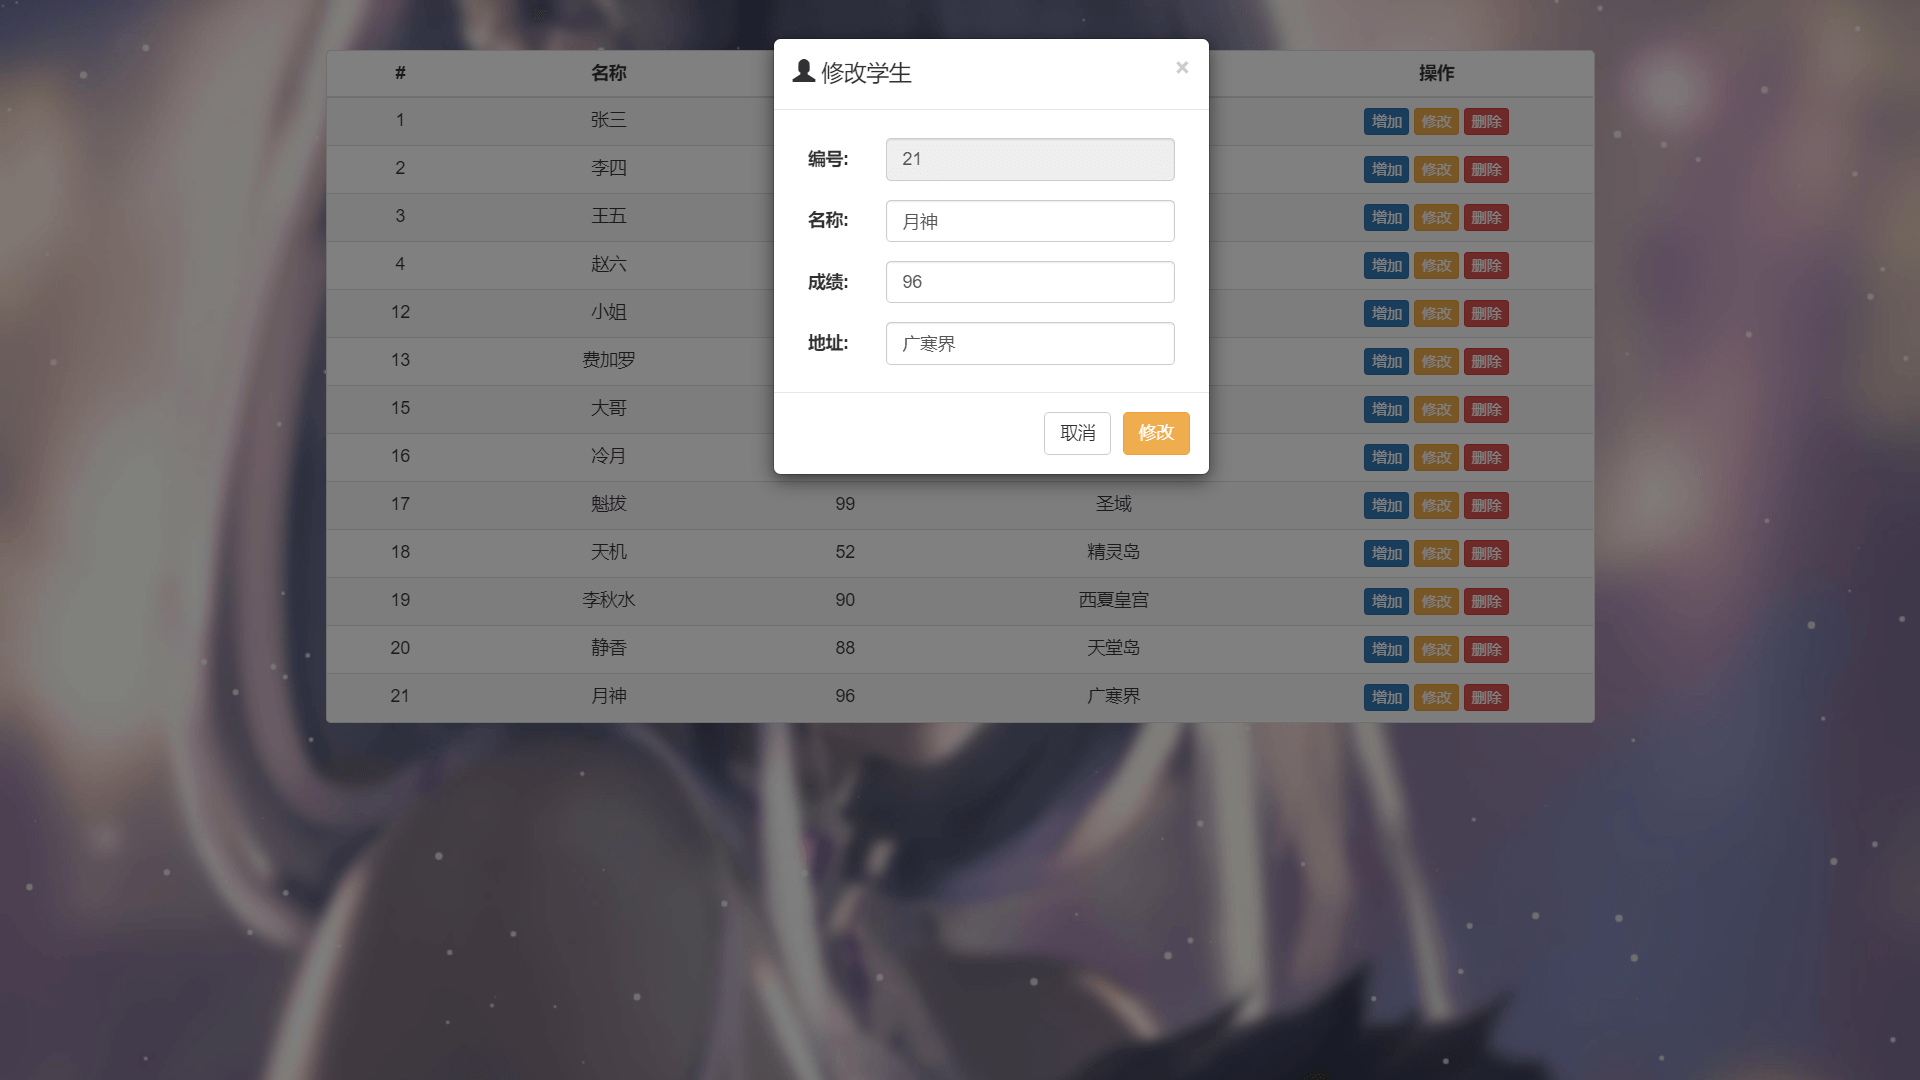 修改学生 ×
编号: 21
名称: 月神
成绩: 96
地址: 广寒界
取消 修改
# 名称 操作
1 张三 增加 修改 删除
2 李四 增加 修改 删除
3 王五 增加 修改 删除
4 赵六 增加 修改 删除
12 小姐 增加 修改 删除
13 费加罗 增加 修改 删除
15 大哥 增加 修改 删除
16 冷月 增加 修改 删除
17 魁拔 99 圣域 增加 修改 删除
18 天机 52 精灵岛 增加 修改 删除
19 李秋水 90 西夏皇宫 增加 修改 删除
20 静香 88 天堂岛 增加 修改 删除
21 月神 96 广寒界 增加 修改 删除